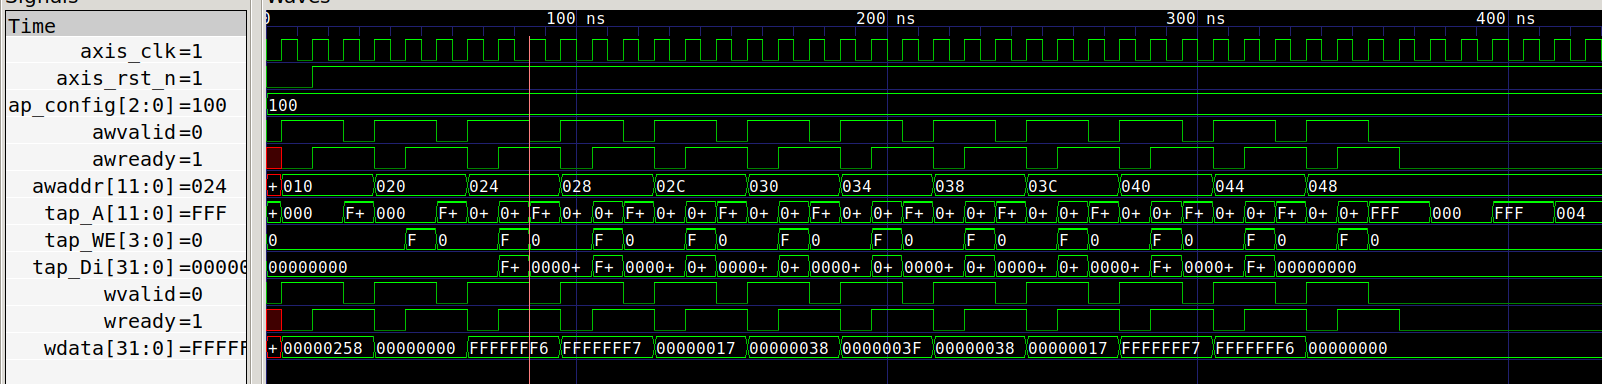 Signals Waves
Time 0 100 ns 200 ns 300 ns 400 ns
axis_clk=1
axis_rst_n=1
ap_config[2:0]=100 100
awvalid=0
awready=1
awaddr[11:0]=024 + 010 020 024 028 02C 030 034 038 03C 040 044 048
tap_A[11:0]=FFF + 000 F+ 000 F+ 0+ 0+ F+ 0+ 0+ F+ 0+ 0+ F+ 0+ 0+ F+ 0+ 0+ F+ 0+ 0+ F+ 0+ 0+ F+ 0+ 0+ F+ 0+ 0+ F+ 0+ 0+ FFF 000 FFF 004
tap_WE[3:0]=0 0 F 0 F 0 F 0 F 0 F 0 F 0 F 0 F 0 F 0 F 0 F 0
tap_Di[31:0]=00000 00000000 F+ 0000+ F+ 0000+ 0+ 0000+ 0+ 0000+ 0+ 0000+ 0+ 0000+ 0+ 0000+ F+ 0000+ F+ 00000000
wvalid=0
wready=1
wdata[31:0]=FFFFF + 00000258 00000000 FFFFFFF6 FFFFFFF7 00000017 00000038 0000003F 00000038 00000017 FFFFFFF7 FFFFFFF6 00000000